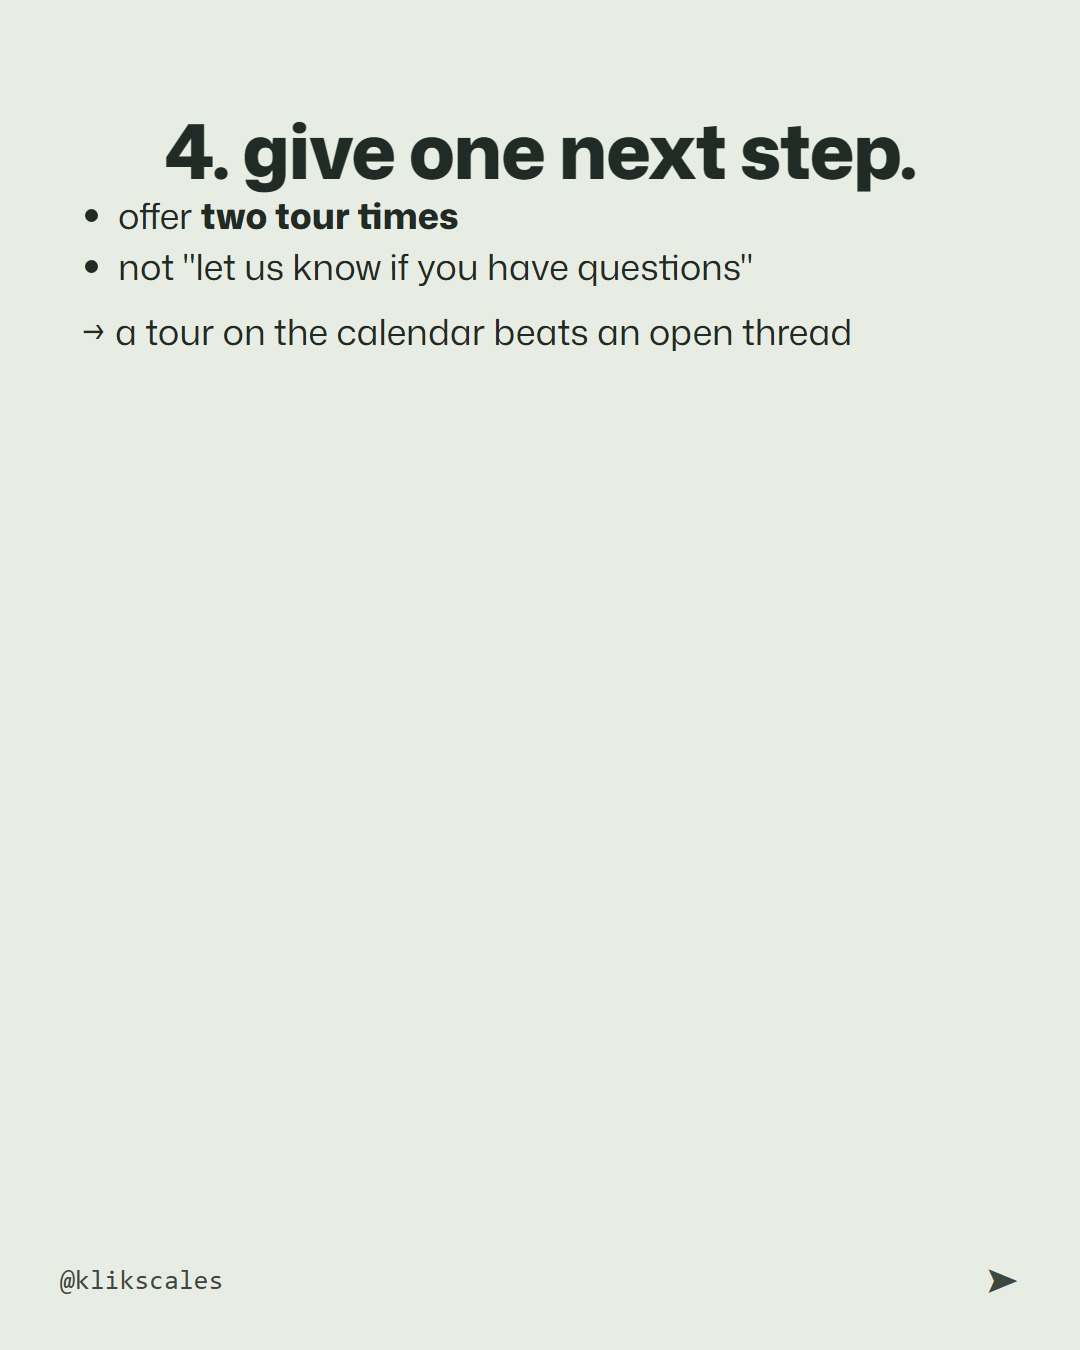 4. give one next step.
• offer two tour times
• not "let us know if you have questions"
→ a tour on the calendar beats an open thread
@klikscales